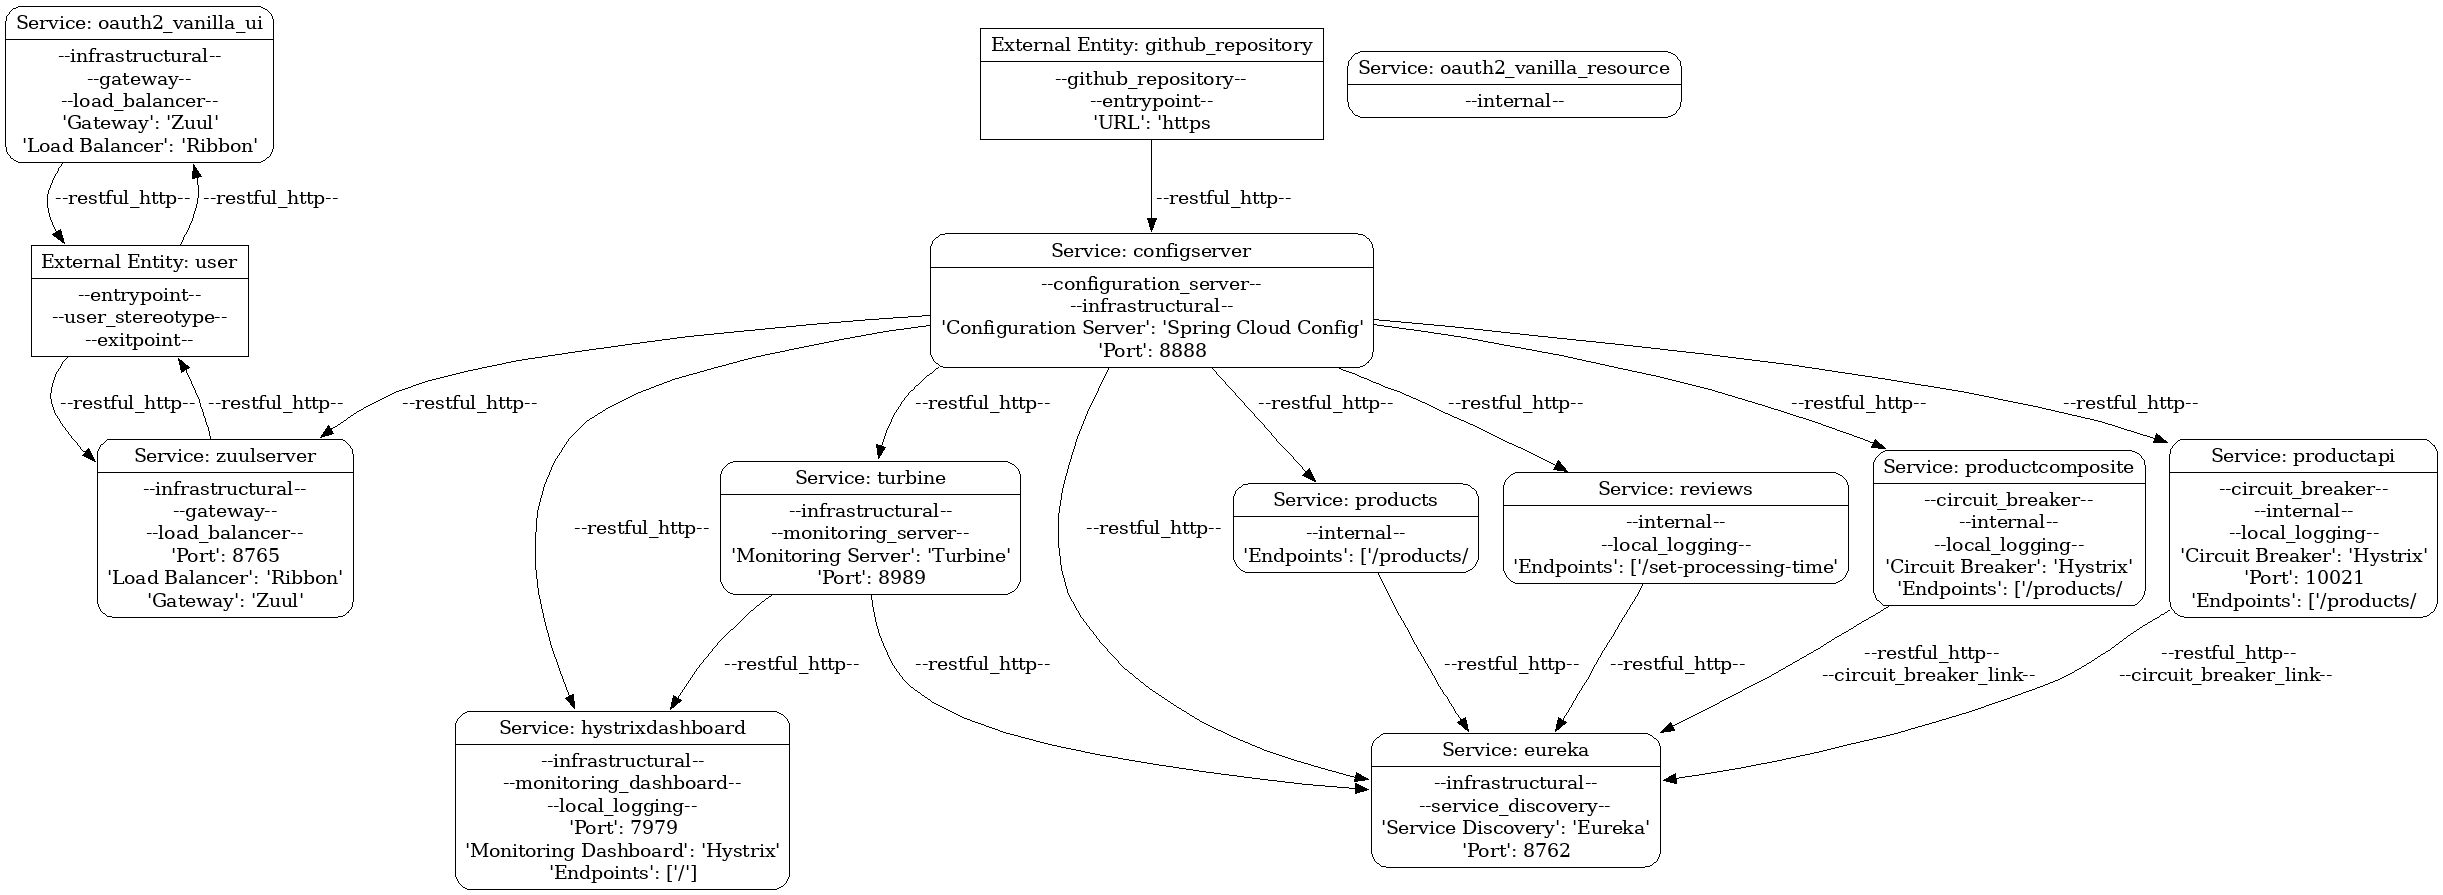 Service: oauth2_vanilla_ui
--infrastructural--
--gateway--
--load_balancer--
'Gateway': 'Zuul'
'Load Balancer': 'Ribbon'
External Entity: github_repository
--github_repository--
--entrypoint--
'URL': 'https
Service: oauth2_vanilla_resource
--internal--
--restful_http--
--restful_http--
--restful_http--
External Entity: user
--entrypoint--
--user_stereotype--
--exitpoint--
Service: configserver
--configuration_server--
--infrastructural--
'Configuration Server': 'Spring Cloud Config'
'Port': 8888
--restful_http--
--restful_http--
--restful_http--
--restful_http--
--restful_http--
--restful_http--
--restful_http--
--restful_http--
Service: zuulserver
--infrastructural--
--gateway--
--load_balancer--
'Port': 8765
'Load Balancer': 'Ribbon'
'Gateway': 'Zuul'
--restful_http--
Service: turbine
--infrastructural--
--monitoring_server--
'Monitoring Server': 'Turbine'
'Port': 8989
--restful_http--
Service: products
--internal--
'Endpoints': ['/products/
Service: reviews
--internal--
--local_logging--
'Endpoints': ['/set-processing-time'
Service: productcomposite
--circuit_breaker--
--internal--
--local_logging--
'Circuit Breaker': 'Hystrix'
'Endpoints': ['/products/
Service: productapi
--circuit_breaker--
--internal--
--local_logging--
'Circuit Breaker': 'Hystrix'
'Port': 10021
'Endpoints': ['/products/
--restful_http--
--restful_http--
--restful_http--
--restful_http--
--restful_http--
--circuit_breaker_link--
--restful_http--
--circuit_breaker_link--
Service: hystrixdashboard
--infrastructural--
--monitoring_dashboard--
--local_logging--
'Port': 7979
'Monitoring Dashboard': 'Hystrix'
'Endpoints': ['/']
Service: eureka
--infrastructural--
--service_discovery--
'Service Discovery': 'Eureka'
'Port': 8762